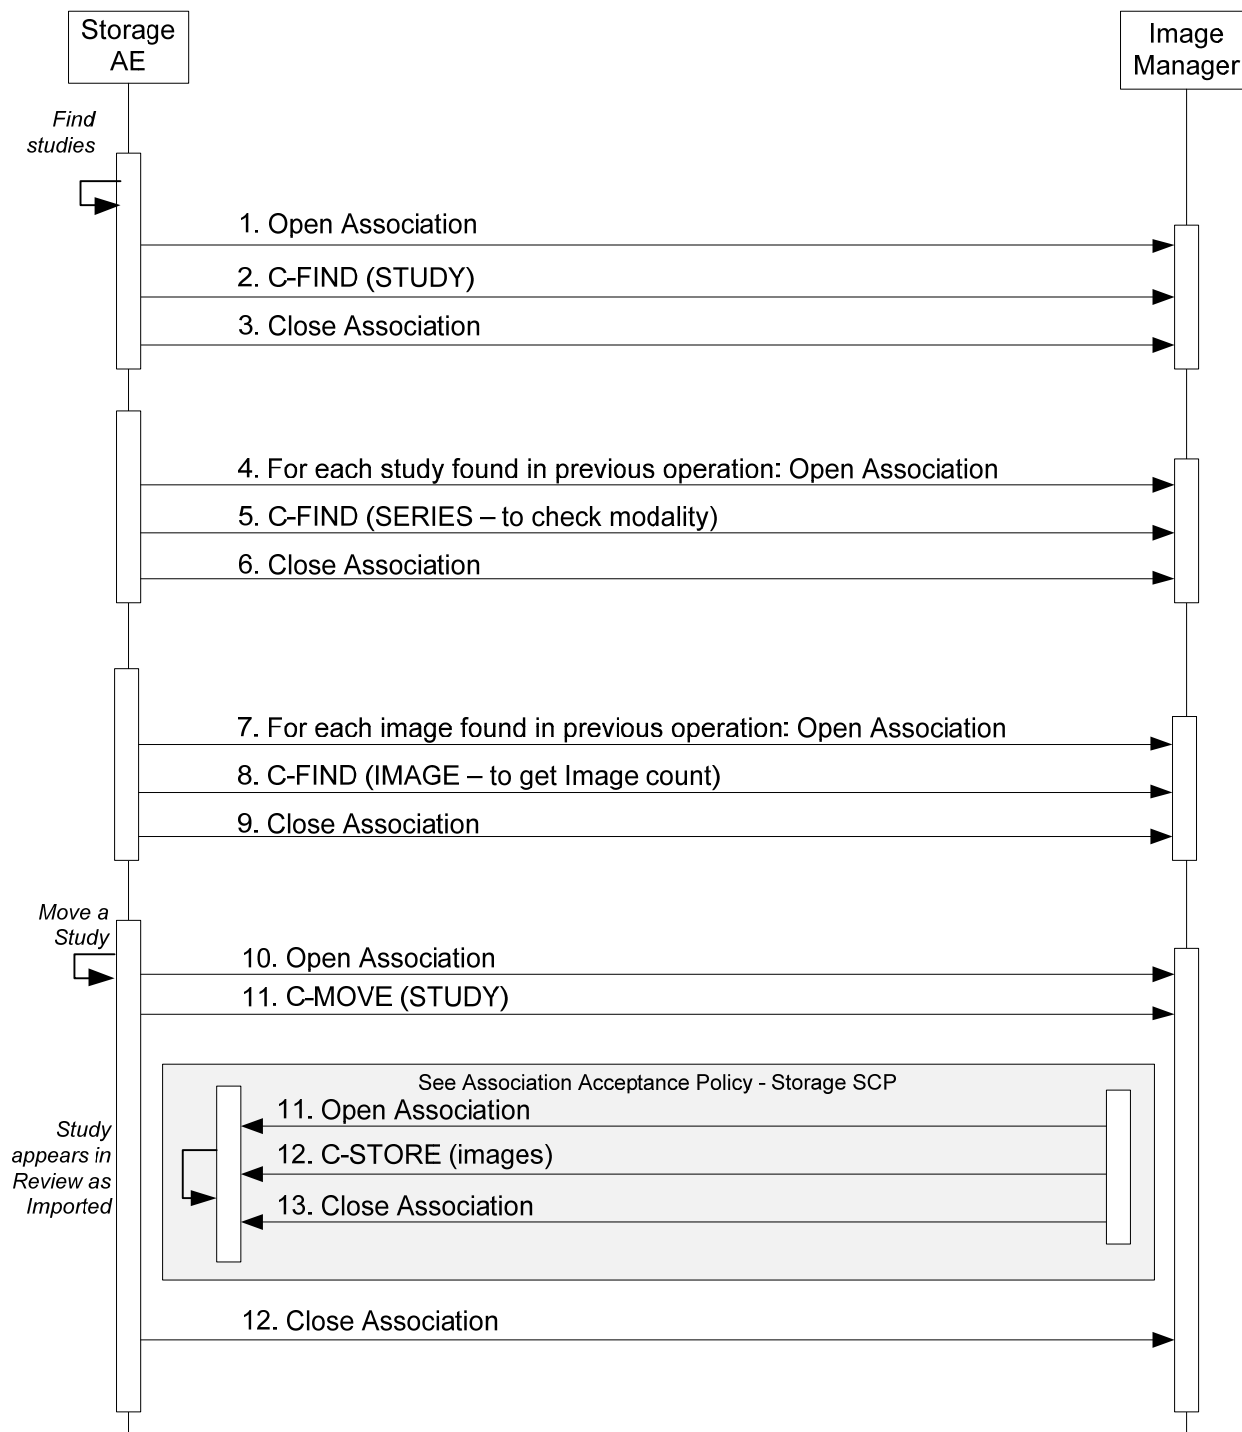 Storage
AE
Image
Manager
Find
studies
1. Open Association
2. C-FIND (STUDY)
3. Close Association
4. For each study found in previous operation: Open Association
5. C-FIND (SERIES – to check modality)
6. Close Association
7. For each image found in previous operation: Open Association
8. C-FIND (IMAGE – to get Image count)
9. Close Association
Move a
Study
10. Open Association
11. C-MOVE (STUDY)
See Association Acceptance Policy - Storage SCP
11. Open Association
12. C-STORE (images)
13. Close Association
Study
appears in
Review as
Imported
12. Close Association